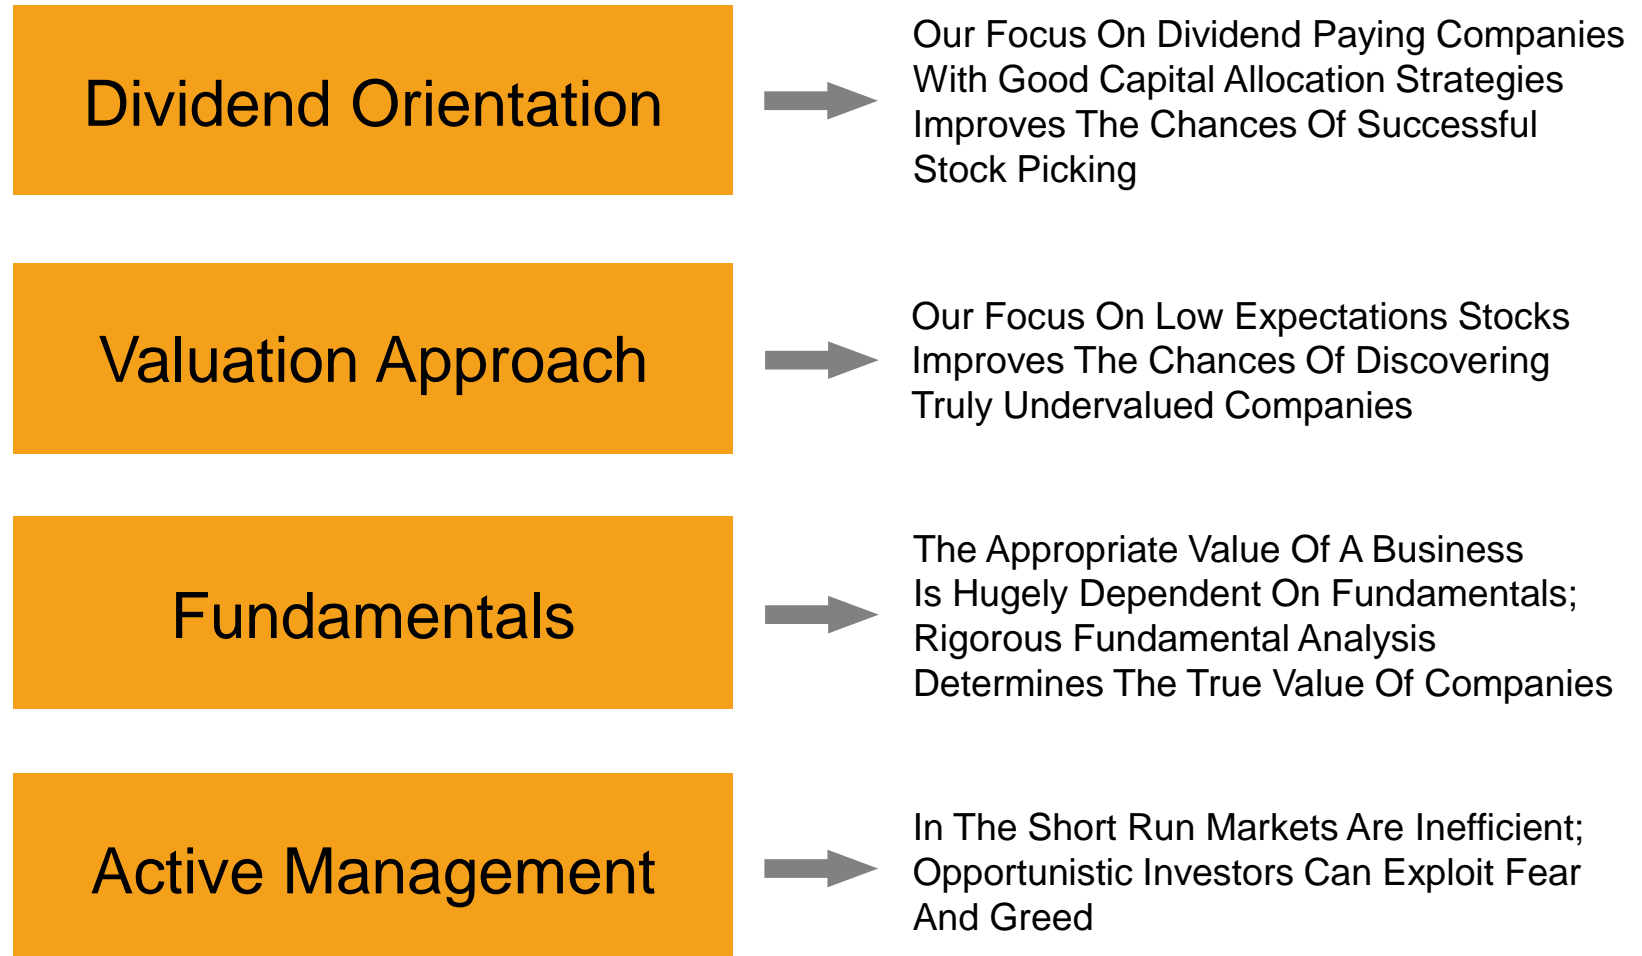 Dividend Orientation
Our Focus On Dividend Paying Companies
With Good Capital Allocation Strategies
Improves The Chances Of Successful
Stock Picking
Valuation Approach
Our Focus On Low Expectations Stocks
Improves The Chances Of Discovering
Truly Undervalued Companies
Fundamentals
The Appropriate Value Of A Business
Is Hugely Dependent On Fundamentals;
Rigorous Fundamental Analysis
Determines The True Value Of Companies
Active Management
In The Short Run Markets Are Inefficient;
Opportunistic Investors Can Exploit Fear
And Greed